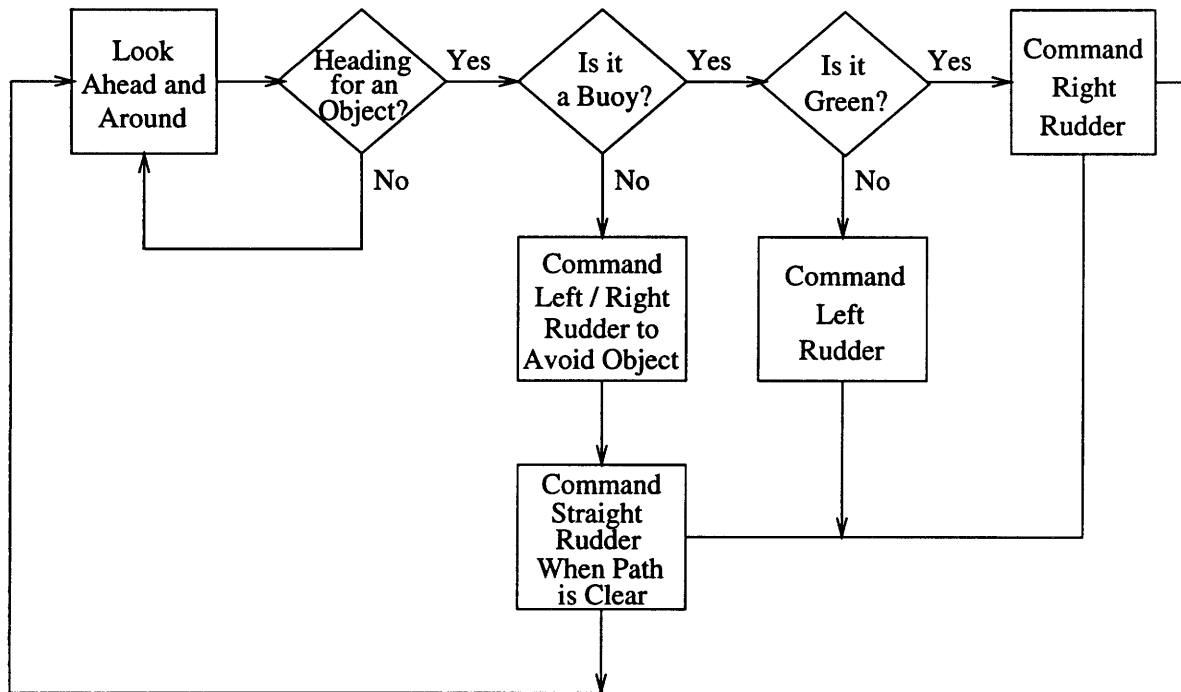 Look
Ahead and
Around
Heading
for an
Object?
Yes
No
Is it
a Buoy?
Yes
No
Is it
Green?
Yes
No
Command
Right
Rudder
Command
Left / Right
Rudder to
Avoid Object
Command
Left
Rudder
Command
Straight
Rudder
When Path
is Clear